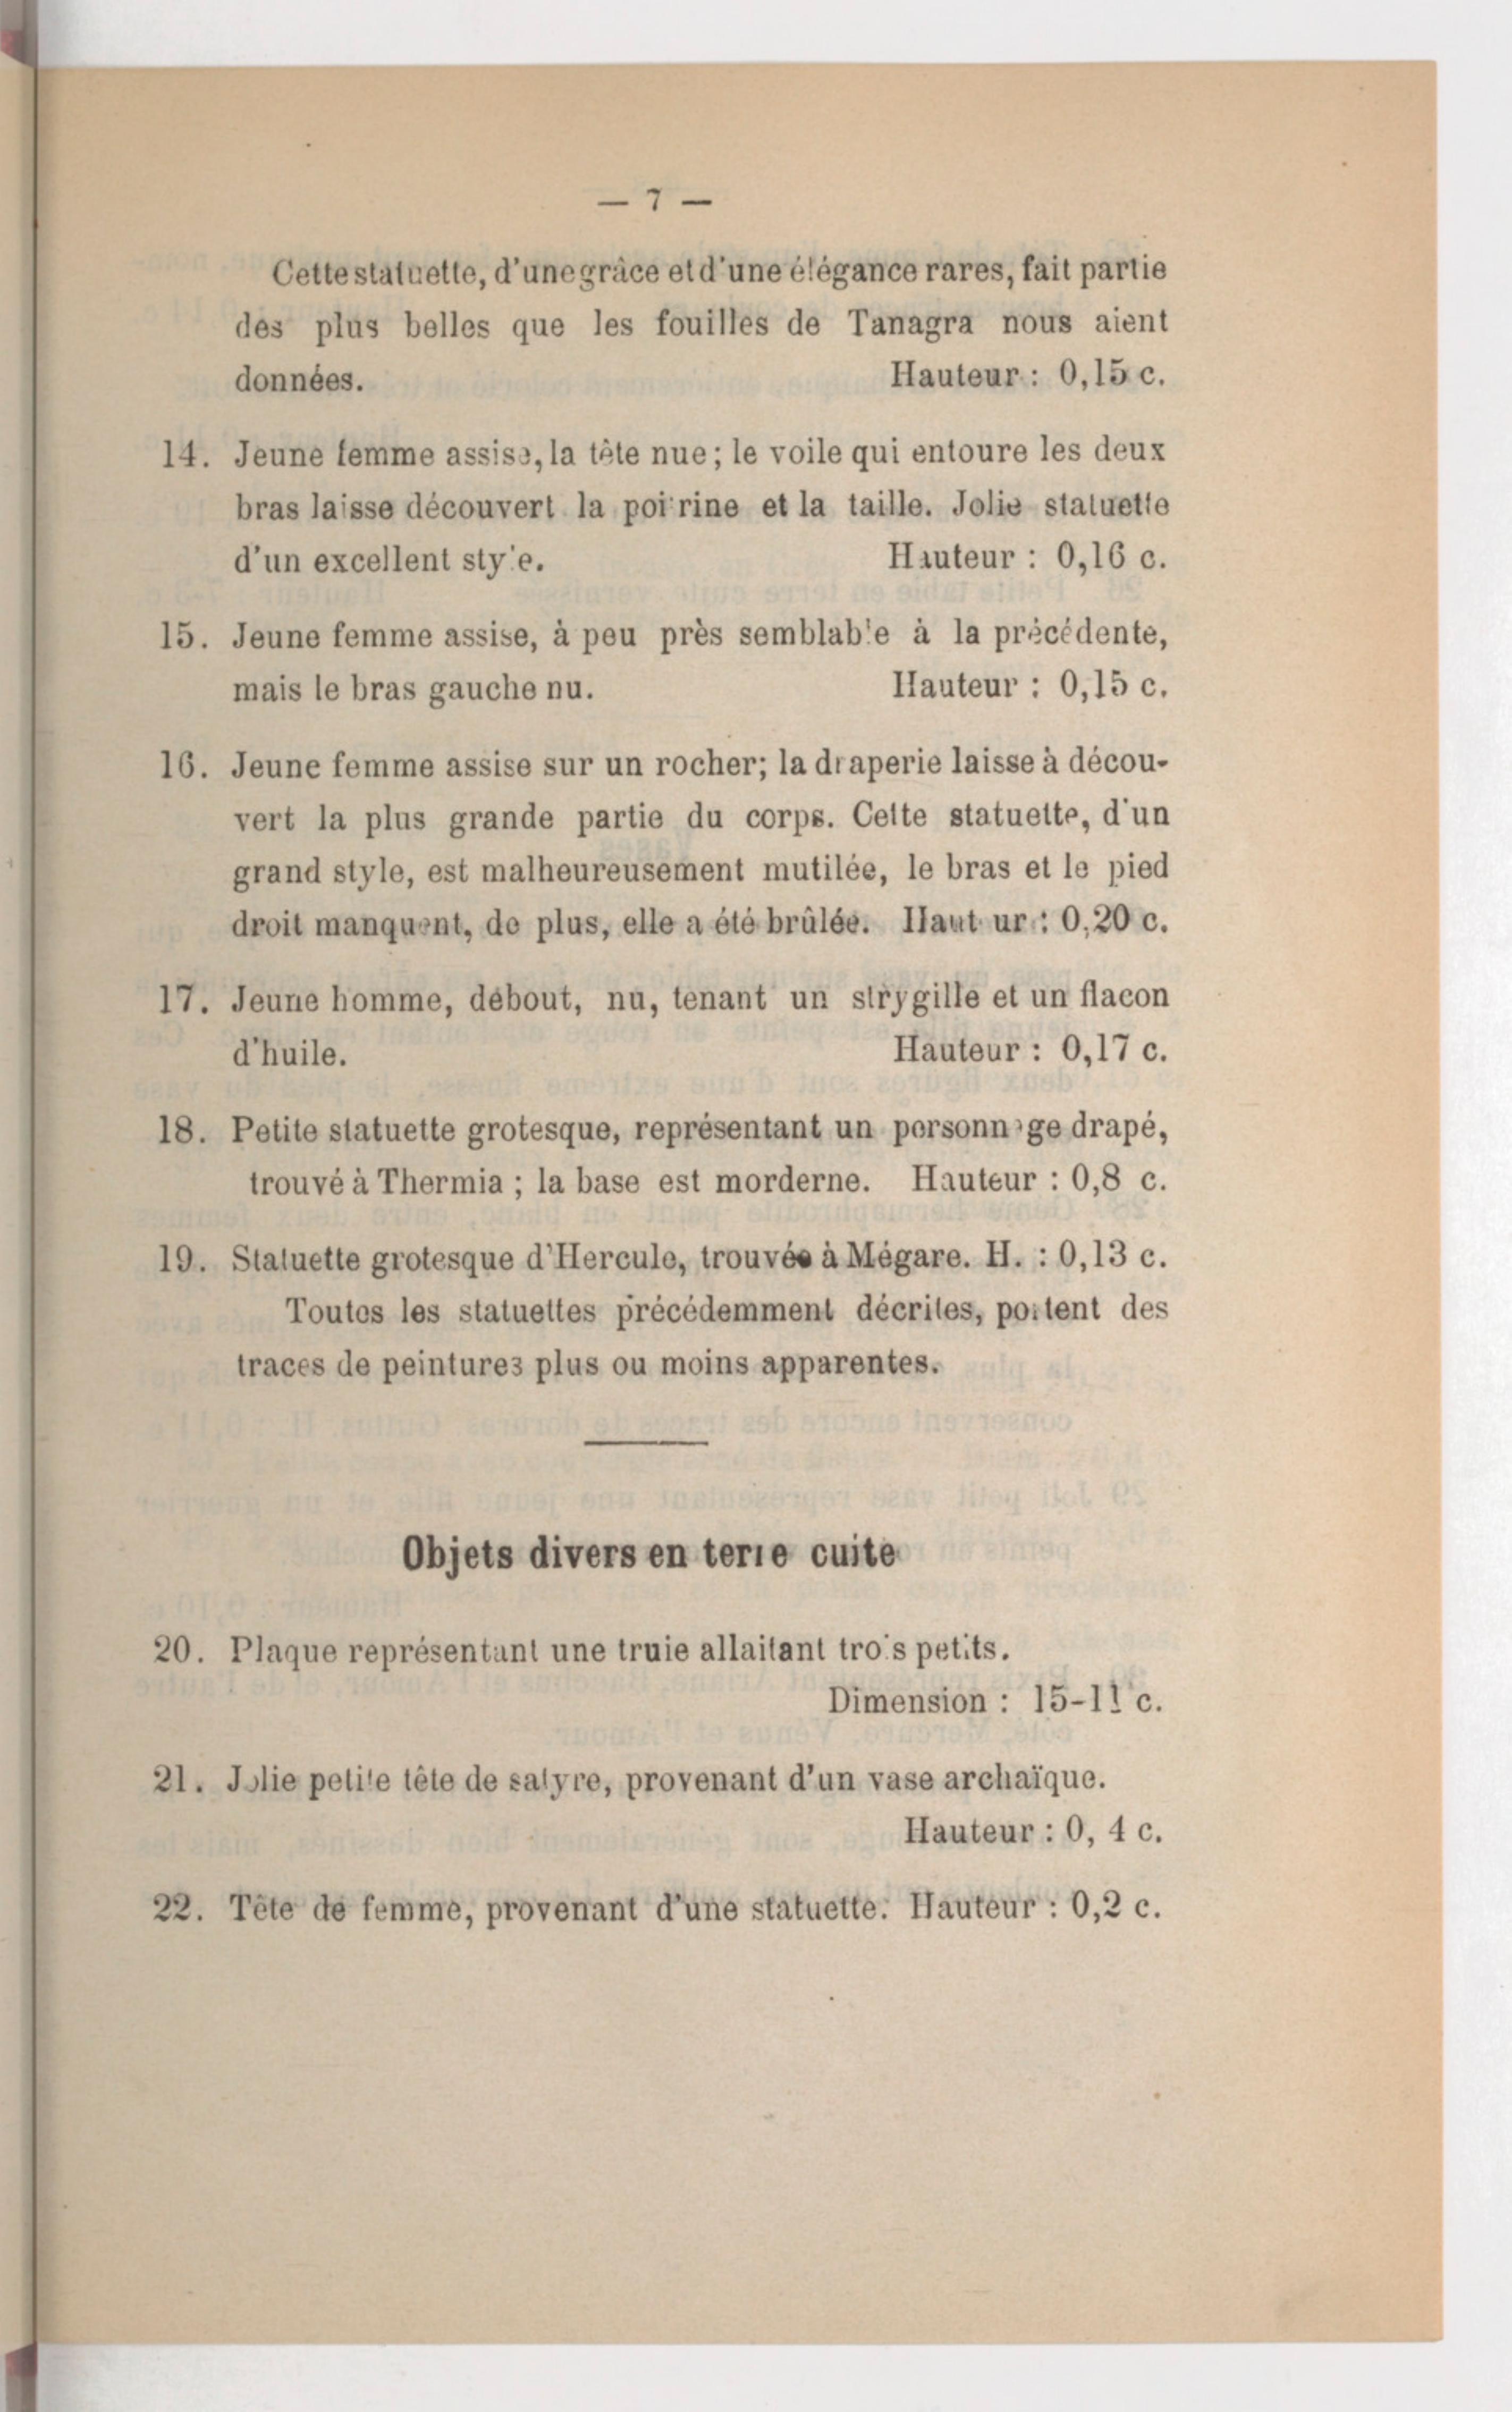 — 7 —
Cette statuette, d'une grâce et d'une élégance rares, fait partie
des plus belles que les fouilles de Tanagra nous aient
données. Hauteur : 0,15 c.
14. Jeune femme assise, la tête nue ; le voile qui entoure les deux
bras laisse découvert la poitrine et la taille. Jolie statuette
d'un excellent style. Hauteur : 0,16 c.
15. Jeune femme assise, à peu près semblable à la précédente,
mais le bras gauche nu. Hauteur : 0,15 c.
16. Jeune femme assise sur un rocher; la draperie laisse à décou-
vert la plus grande partie du corps. Cette statuette, d'un
grand style, est malheureusement mutilée, le bras et le pied
droit manquent, de plus, elle a été brûlée. Hauteur : 0,20 c.
17. Jeune homme, debout, nu, tenant un strygille et un flacon
d'huile. Hauteur : 0,17 c.
18. Petite statuette grotesque, représentant un personnage drapé,
trouvé à Thermia ; la base est morderne. Hauteur : 0,8 c.
19. Statuette grotesque d'Hercule, trouvée à Mégare. H. : 0,13 c.
Toutes les statuettes précédemment décrites, portent des
traces de peintures plus ou moins apparentes.
Objets divers en terre cuite
20. Plaque représentant une truie allaitant trois petits.
Dimension : 15-11 c.
21. Jolie petite tête de satyre, provenant d'un vase archaïque.
Hauteur : 0, 4 c.
22. Tête de femme, provenant d'une statuette. Hauteur : 0,2 c.